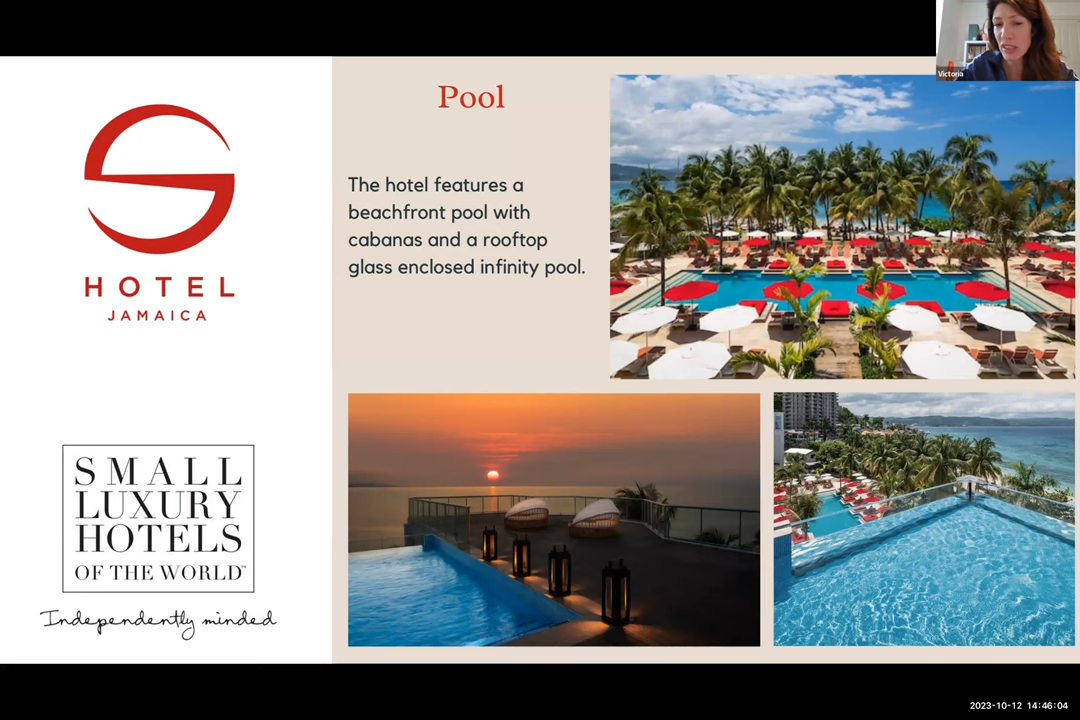 Victoria
Pool
HOTEL
JAMAICA
The hotel features a
beachfront pool with
cabanas and a rooftop
glass enclosed infinity pool.
SMALL
LUXURY
HOTELS
OF THE WORLD™
Independently minded
2023-10-12 14:46:04